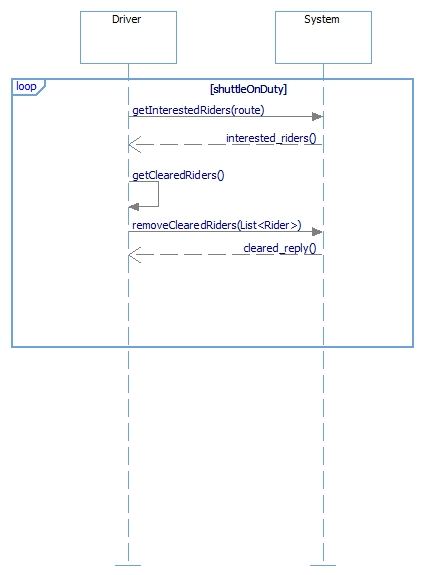 Driver
System
loop
[shuttleOnDuty]
getInterestedRiders(route)
interested_riders()
getClearedRiders()
removeClearedRiders(List<Rider>)
cleared_reply()